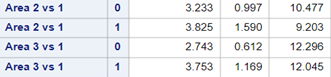 Area 2 vs 1 0 3.233 0.997 10.477
Area 2 vs 1 1 3.825 1.590 9.203
Area 3 vs 1 0 2.743 0.612 12.296
Area 3 vs 1 1 3.753 1.169 12.045